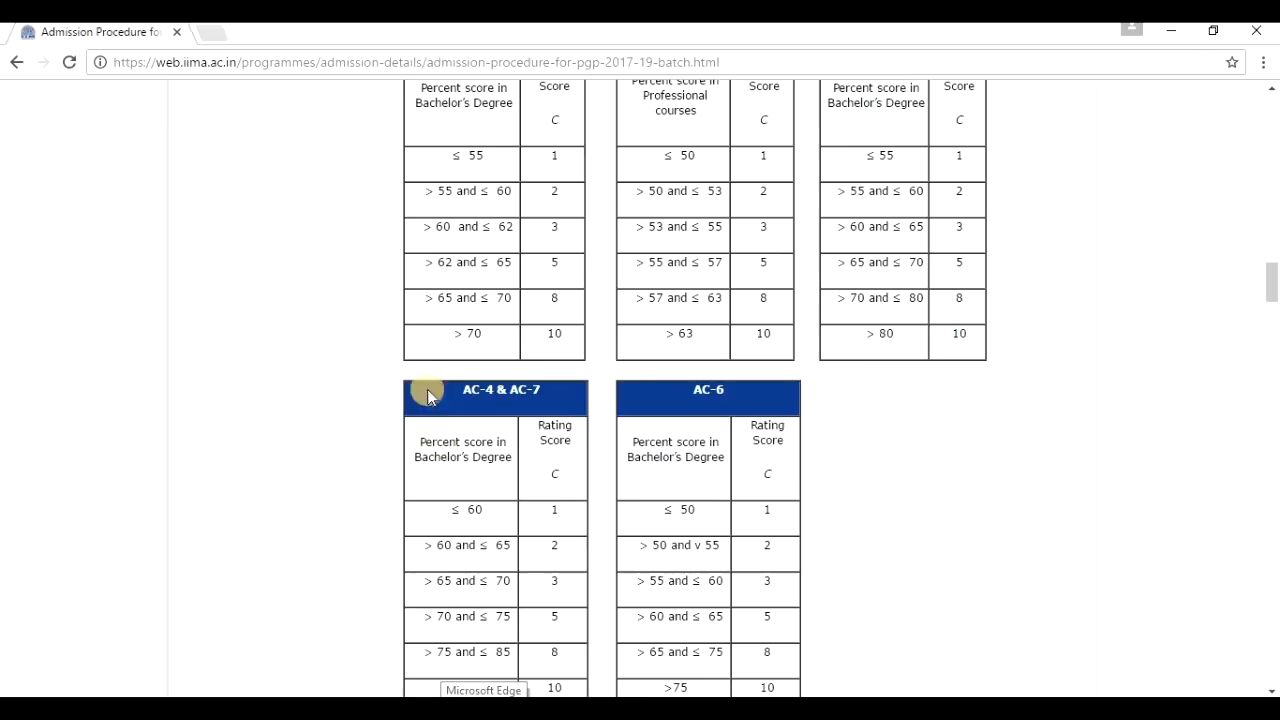 Admission Procedure fo
https://web.iima.ac.in/programmes/admission-details/admission-procedure-for-pgp-2017-19-batch.html
Percent score in
Bachelor's Degree
Score
C
≤ 55 1
> 55 and ≤ 60 2
> 60 and ≤ 62 3
> 62 and ≤ 65 5
> 65 and ≤ 70 8
> 70 10
Percent score in
Professional
courses
Score
C
≤ 50 1
> 50 and ≤ 53 2
> 53 and ≤ 55 3
> 55 and ≤ 57 5
> 57 and ≤ 63 8
> 63 10
Percent score in
Bachelor's Degree
Score
C
≤ 55 1
> 55 and ≤ 60 2
> 60 and ≤ 65 3
> 65 and ≤ 70 5
> 70 and ≤ 80 8
> 80 10
AC-4 & AC-7
Percent score in
Bachelor's Degree
Rating
Score
C
≤ 60 1
> 60 and ≤ 65 2
> 65 and ≤ 70 3
> 70 and ≤ 75 5
> 75 and ≤ 85 8
10
Microsoft Edge
AC-6
Percent score in
Bachelor's Degree
Rating
Score
C
≤ 50 1
> 50 and v 55 2
> 55 and ≤ 60 3
> 60 and ≤ 65 5
> 65 and ≤ 75 8
>75 10